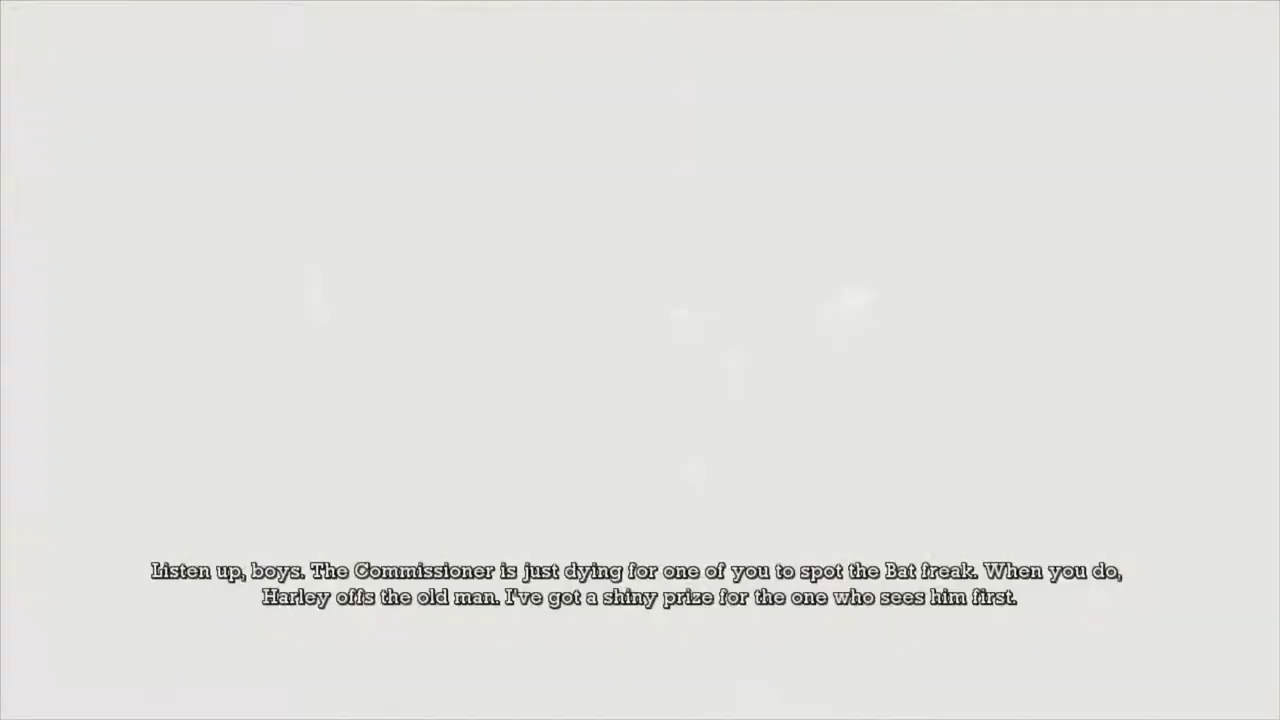 Listen up, boys. The Commissioner is just dying for one of you to spot the Bat freak. When you do,
Harley offs the old man. I've got a shiny prize for the one who sees him first.